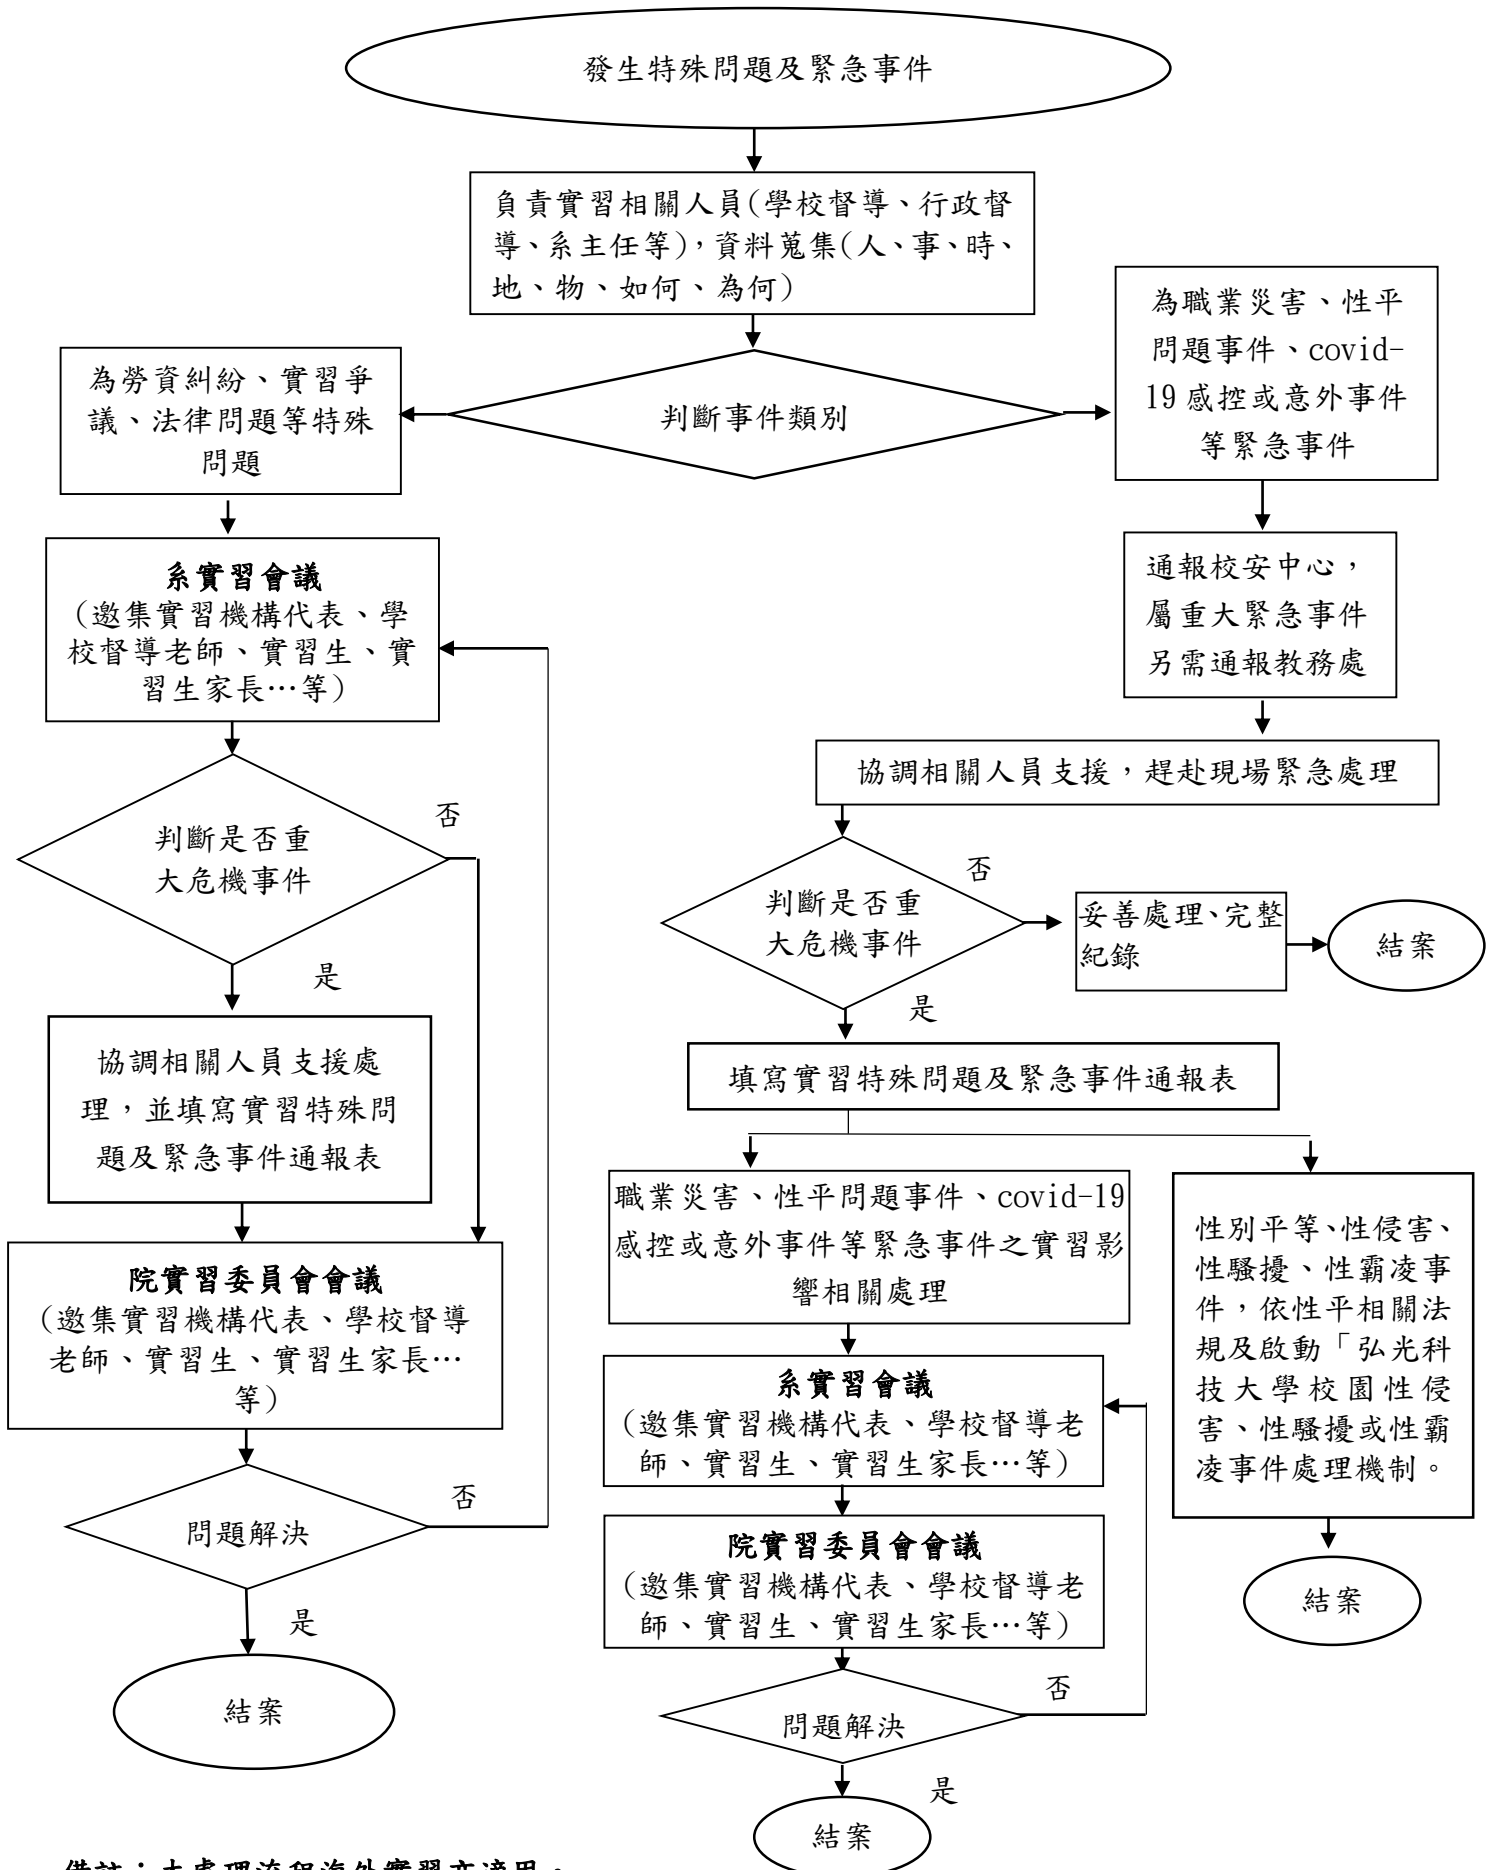 發生特殊問題及緊急事件
負責實習相關人員(學校督導、行政督
導、系主任等)，資料蒐集(人、事、時、
地、物、如何、為何)
判斷事件類別
為勞資糾紛、實習爭
議、法律問題等特殊
問題
系實習會議
(邀集實習機構代表、學
校督導老師、實習生、實
習生家長…等)
判斷是否重
大危機事件
否
是
協調相關人員支援處
理，並填寫實習特殊問
題及緊急事件通報表
院實習委員會會議
(邀集實習機構代表、學校督導
老師、實習生、實習生家長…
等)
問題解決
否
是
結案
為職業災害、性平
問題事件、covid-
19感控或意外事件
等緊急事件
通報校安中心，
屬重大緊急事件
另需通報教務處
協調相關人員支援，趕赴現場緊急處理
判斷是否重
大危機事件
否
妥善處理、完整
紀錄
結案
是
填寫實習特殊問題及緊急事件通報表
職業災害、性平問題事件、covid-19
感控或意外事件等緊急事件之實習影
響相關處理
系實習會議
(邀集實習機構代表、學校督導老
師、實習生、實習生家長…等)
院實習委員會會議
(邀集實習機構代表、學校督導老
師、實習生、實習生家長…等)
問題解決
否
是
結案
性別平等、性侵害、
性騷擾、性霸凌事
件，依性平相關法
規及啟動「弘光科
技大學校園性侵
害、性騷擾或性霸
凌事件處理機制。
結案
備註：本處理流程海外實習亦適用。